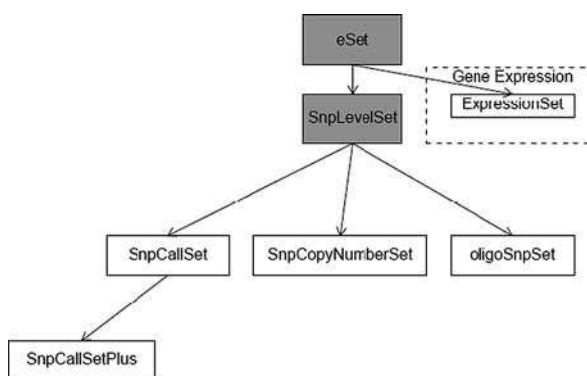 eSet
Gene Expression
ExpressionSet
SnpLevelSet
SnpCallSet
SnpCopyNumberSet
oligoSnpSet
SnpCallSetPlus